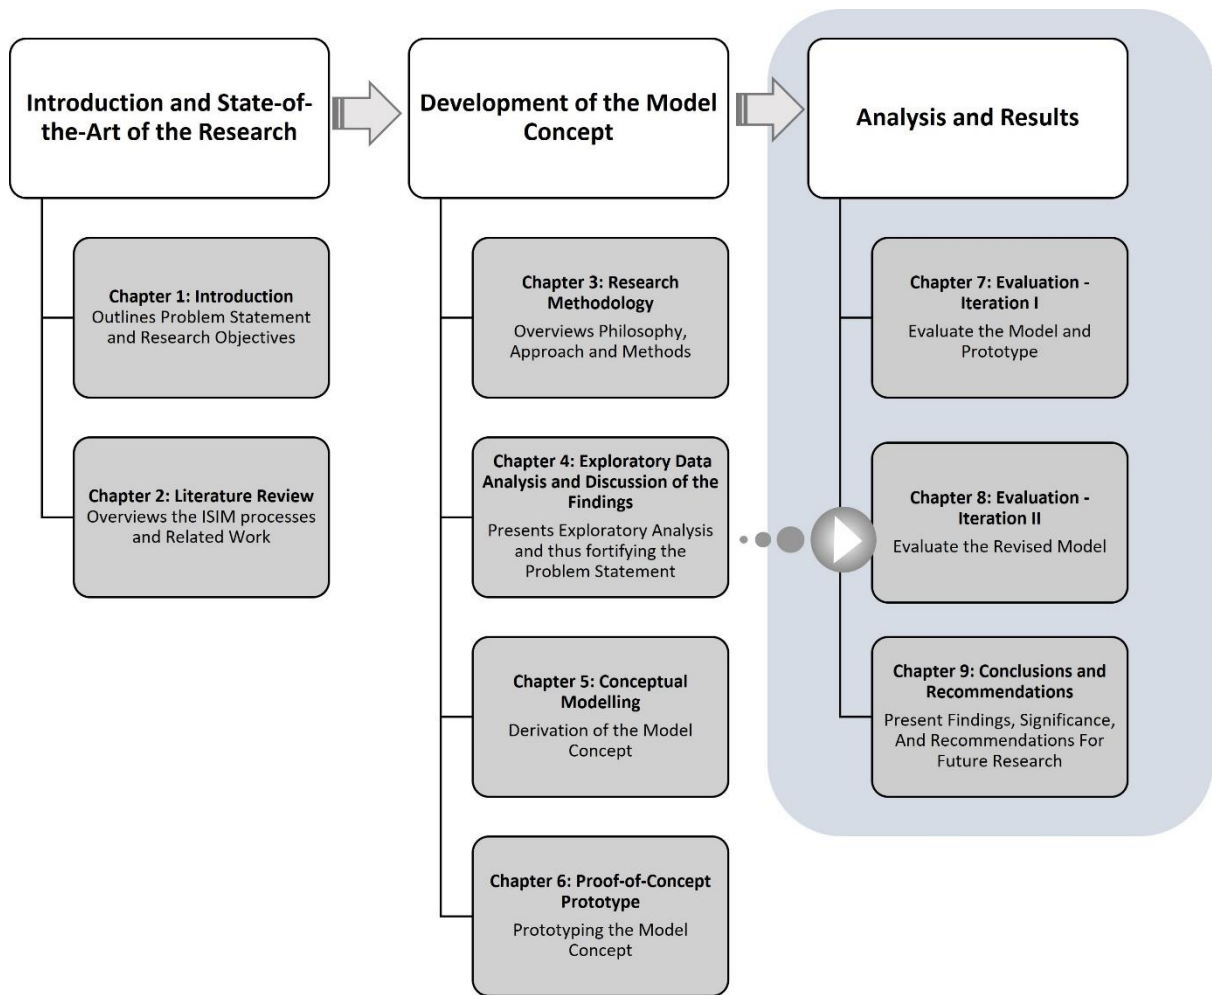 Introduction and State-of-
the-Art of the Research
Chapter 1: Introduction
Outlines Problem Statement
and Research Objectives
Chapter 2: Literature Review
Overviews the ISIM processes
and Related Work
Development of the Model
Concept
Chapter 3: Research
Methodology
Overviews Philosophy,
Approach and Methods
Chapter 4: Exploratory Data
Analysis and Discussion of the
Findings
Presents Exploratory Analysis
and thus fortifying the
Problem Statement
Chapter 5: Conceptual
Modelling
Derivation of the Model
Concept
Chapter 6: Proof-of-Concept
Prototype
Prototyping the Model
Concept
Analysis and Results
Chapter 7: Evaluation -
Iteration I
Evaluate the Model and
Prototype
Chapter 8: Evaluation -
Iteration II
Evaluate the Revised Model
Chapter 9: Conclusions and
Recommendations
Present Findings, Significance,
And Recommendations For
Future Research